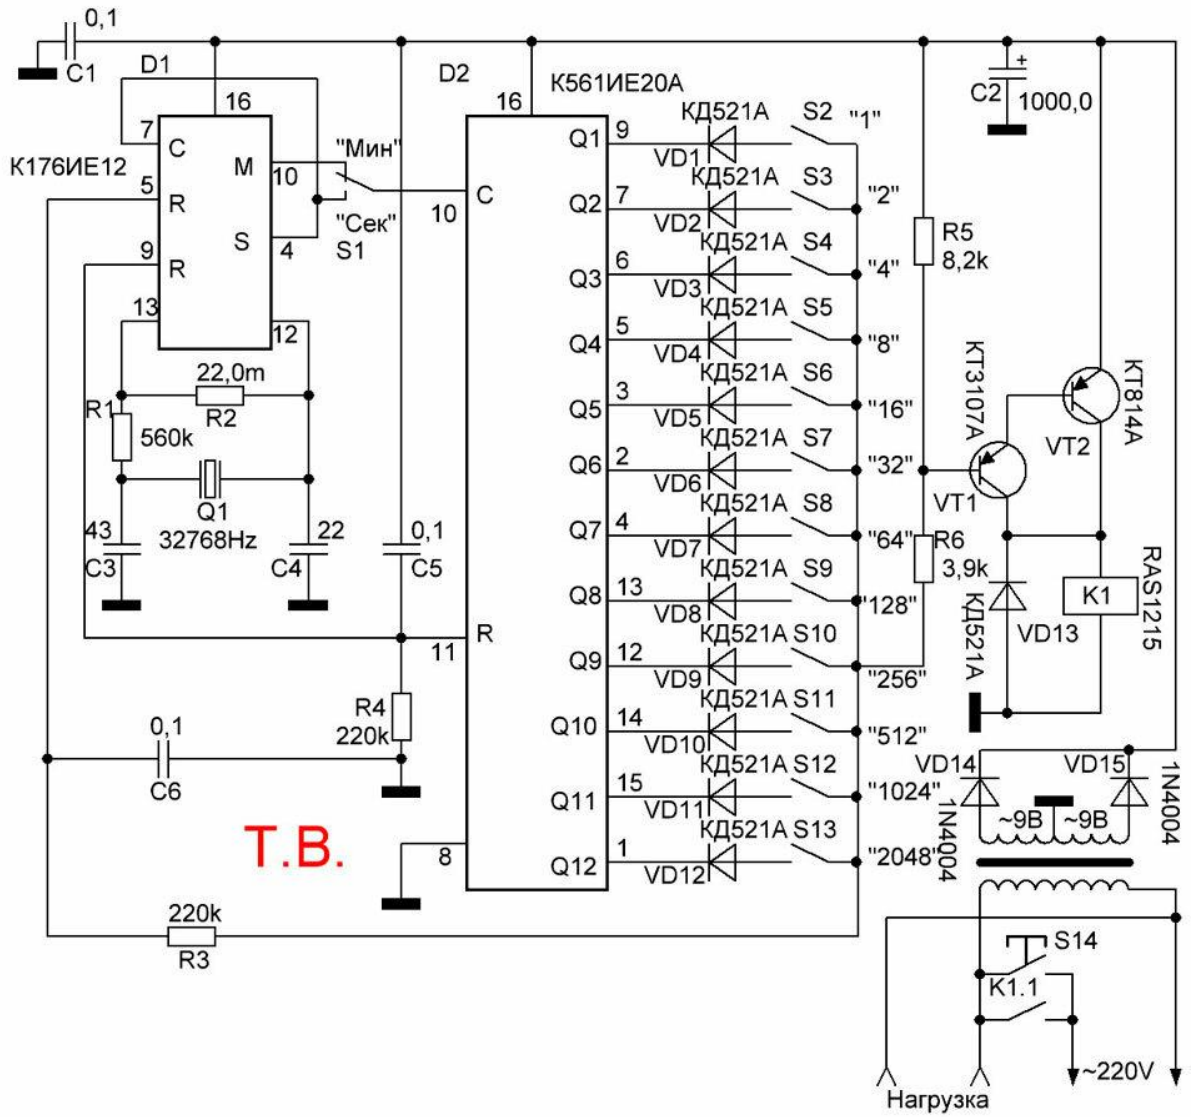 0,1
C1
D1
D2
К561ИЕ20А
16
16
+
C2
1000,0
7
C
К176ИЕ12
M
10
"Мин"
5
R
S
4
"Сек"
S1
9
R
13
12
22,0m
R2
R1
560k
Q1
32768Hz
43
C3
22
C4
0,1
C5
10
C
R
11
R4
220k
0,1
C6
8
T.B.
220k
R3
Q1
9
КД521А
VD1
S2
"1"
Q2
7
КД521А
VD2
S3
"2"
Q3
6
КД521А
VD3
S4
"4"
Q4
5
КД521А
VD4
S5
"8"
Q5
3
КД521А
VD5
S6
"16"
Q6
2
КД521А
VD6
S7
"32"
Q7
4
КД521А
VD7
S8
"64"
Q8
13
КД521А
VD8
S9
"128"
Q9
12
КД521А
VD9
S10
"256"
Q10
14
КД521А
VD10
S11
"512"
Q11
15
КД521А
VD11
S12
"1024"
Q12
1
КД521А
VD12
S13
"2048"
R5
8,2k
R6
3,9k
КТ3107А
VT1
КТ814А
VT2
КД521А
VD13
K1
RAS1215
VD14
1N4004
VD15
1N4004
~9В
~9В
S14
K1.1
~220V
Нагрузка